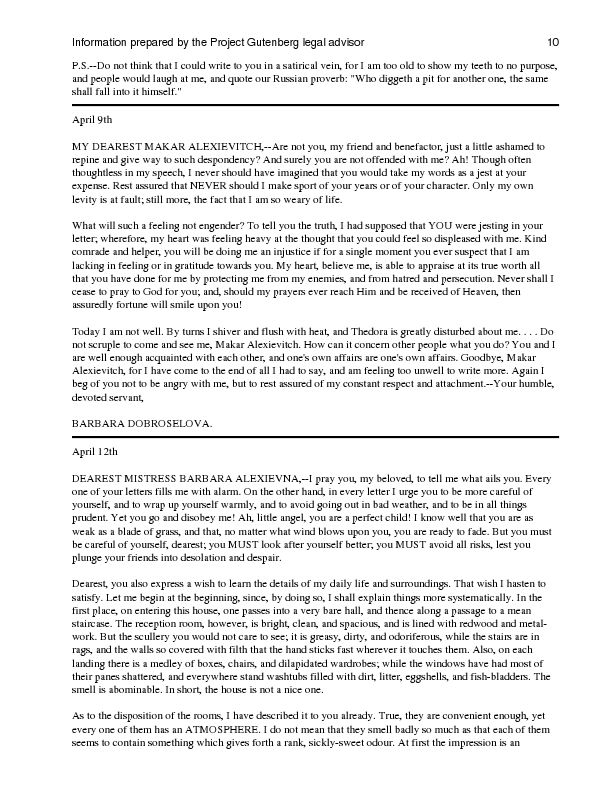 Information prepared by the Project Gutenberg legal advisor 10
P.S.--Do not think that I could write to you in a satirical vein, for I am too old to show my teeth to no purpose,
and people would laugh at me, and quote our Russian proverb: "Who diggeth a pit for another one, the same
shall fall into it himself."
April 9th
MY DEAREST MAKAR ALEXIEVITCH,--Are not you, my friend and benefactor, just a little ashamed to
repine and give way to such despondency? And surely you are not offended with me? Ah! Though often
thoughtless in my speech, I never should have imagined that you would take my words as a jest at your
expense. Rest assured that NEVER should I make sport of your years or of your character. Only my own
levity is at fault; still more, the fact that I am so weary of life.
What will such a feeling not engender? To tell you the truth, I had supposed that YOU were jesting in your
letter; wherefore, my heart was feeling heavy at the thought that you could feel so displeased with me. Kind
comrade and helper, you will be doing me an injustice if for a single moment you ever suspect that I am
lacking in feeling or in gratitude towards you. My heart, believe me, is able to appraise at its true worth all
that you have done for me by protecting me from my enemies, and from hatred and persecution. Never shall I
cease to pray to God for you; and, should my prayers ever reach Him and be received of Heaven, then
assuredly fortune will smile upon you!
Today I am not well. By turns I shiver and flush with heat, and Thedora is greatly disturbed about me. . . . Do
not scruple to come and see me, Makar Alexievitch. How can it concern other people what you do? You and I
are well enough acquainted with each other, and one's own affairs are one's own affairs. Goodbye, Makar
Alexievitch, for I have come to the end of all I had to say, and am feeling too unwell to write more. Again I
beg of you not to be angry with me, but to rest assured of my constant respect and attachment.--Your humble,
devoted servant,
BARBARA DOBROSELOVA.
April 12th
DEAREST MISTRESS BARBARA ALEXIEVNA,--I pray you, my beloved, to tell me what ails you. Every
one of your letters fills me with alarm. On the other hand, in every letter I urge you to be more careful of
yourself, and to wrap up yourself warmly, and to avoid going out in bad weather, and to be in all things
prudent. Yet you go and disobey me! Ah, little angel, you are a perfect child! I know well that you are as
weak as a blade of grass, and that, no matter what wind blows upon you, you are ready to fade. But you must
be careful of yourself, dearest; you MUST look after yourself better; you MUST avoid all risks, lest you
plunge your friends into desolation and despair.
Dearest, you also express a wish to learn the details of my daily life and surroundings. That wish I hasten to
satisfy. Let me begin at the beginning, since, by doing so, I shall explain things more systematically. In the
first place, on entering this house, one passes into a very bare hall, and thence along a passage to a mean
staircase. The reception room, however, is bright, clean, and spacious, and is lined with redwood and metal-
work. But the scullery you would not care to see; it is greasy, dirty, and odoriferous, while the stairs are in
rags, and the walls so covered with filth that the hand sticks fast wherever it touches them. Also, on each
landing there is a medley of boxes, chairs, and dilapidated wardrobes; while the windows have had most of
their panes shattered, and everywhere stand washtubs filled with dirt, litter, eggshells, and fish-bladders. The
smell is abominable. In short, the house is not a nice one.
As to the disposition of the rooms, I have described it to you already. True, they are convenient enough, yet
every one of them has an ATMOSPHERE. I do not mean that they smell badly so much as that each of them
seems to contain something which gives forth a rank, sickly-sweet odour. At first the impression is an